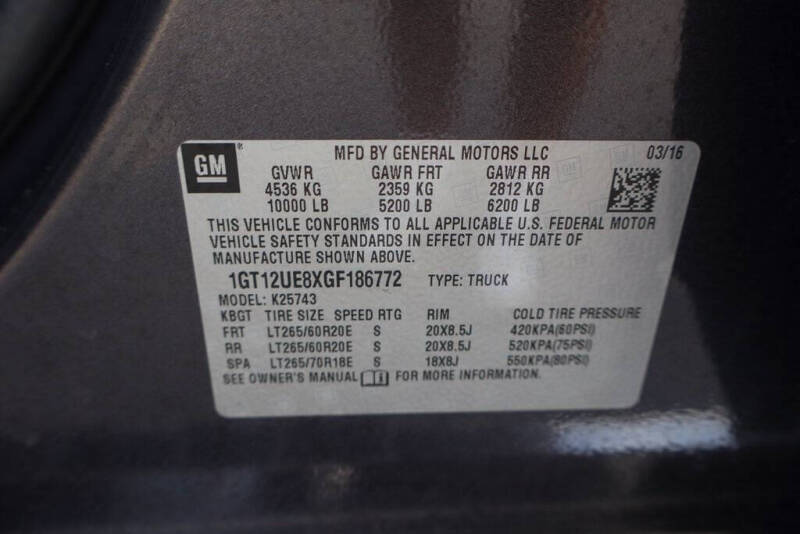 GM ® MFD BY GENERAL MOTORS LLC 03/16
GVWR GAWR FRT GAWR RR
4536 KG 2359 KG 2812 KG
10000 LB 5200 LB 6200 LB
THIS VEHICLE CONFORMS TO ALL APPLICABLE U.S. FEDERAL MOTOR
VEHICLE SAFETY STANDARDS IN EFFECT ON THE DATE OF
MANUFACTURE SHOWN ABOVE.
1GT12UE8XGF186772 TYPE: TRUCK
MODEL: K25743
KBGT TIRE SIZE SPEED RTG RIM COLD TIRE PRESSURE
FRT LT265/60R20E S 20X8.5J 420KPA(60PSI)
RR LT265/60R20E S 20X8.5J 520KPA(75PSI)
SPA LT265/70R18E S 18X8J 550KPA(80PSI)
SEE OWNER'S MANUAL FOR MORE INFORMATION.